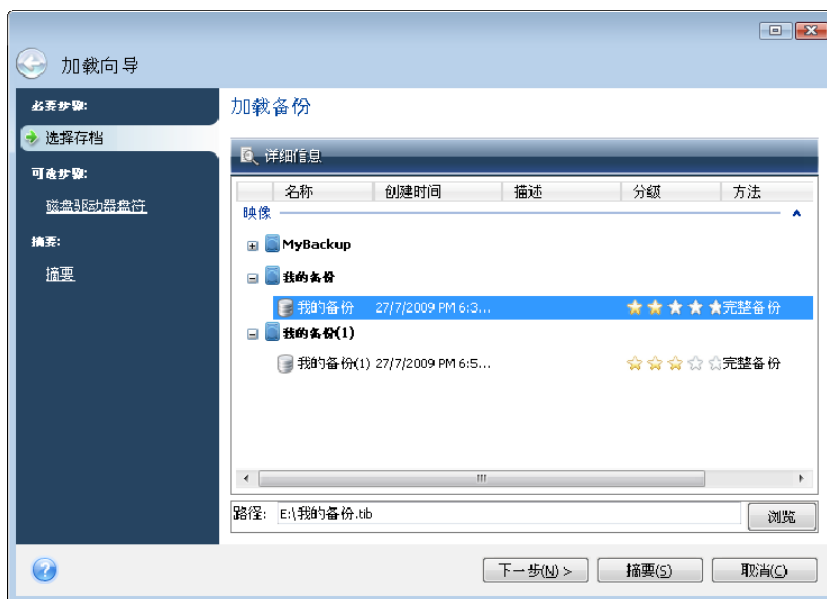 加载向导
必要步骤:
选择存档
可选步骤:
磁盘驱动器盘符
摘要:
摘要
加载备份
详细信息
名称 创建时间 描述 分级 方法
映像
MyBackup
我的备份
我的备份 27/7/2009 PM 6:3... 完整备份
我的备份(1)
我的备份(1) 27/7/2009 PM 6:5... 完整备份
路径: E:\我的备份.tib 浏览
下一步(N) > 摘要(S) 取消(C)